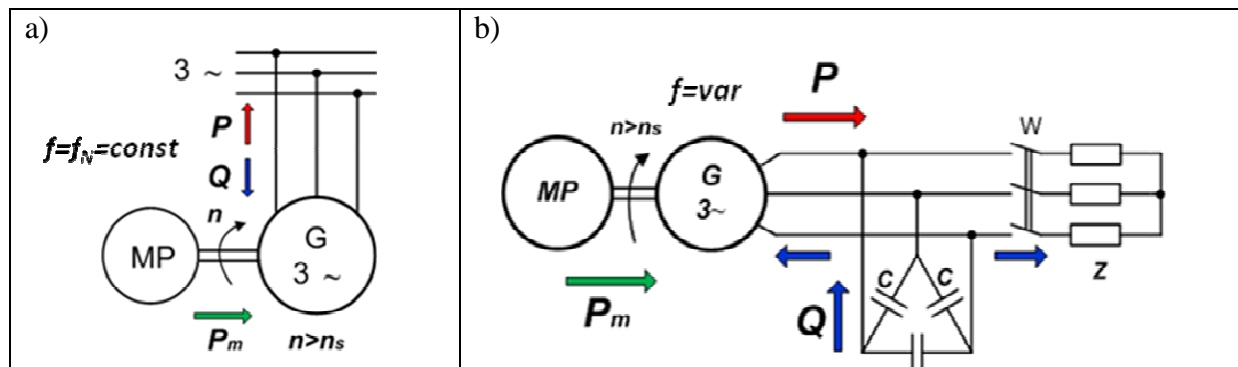 a)
3 ~
P
f=f_N=const
Q
n
MP
G
3 ~
P_m
n>n_s
b)
f=var
P
n>n_s
W
MP
G
3~
C
C
Z
P_m
Q